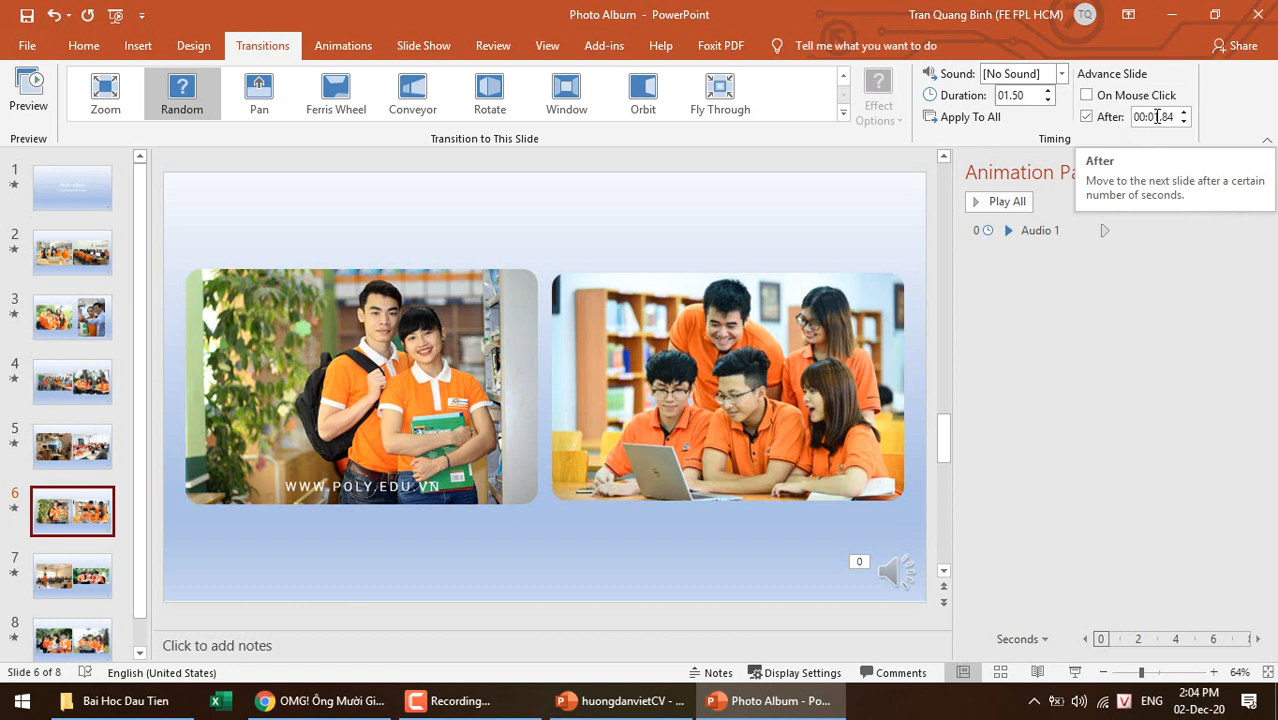 Photo Album - PowerPoint
Tran Quang Binh (FE FPL HCM) TQ
File Home Insert Design Transitions Animations Slide Show Review View Add-ins Help Foxit PDF Tell me what you want to do Share
Preview
Zoom Random Pan Ferris Wheel Conveyor Rotate Window Orbit Fly Through
Effect
Options
Sound: [No Sound]
Duration: 01.50
Apply To All
Advance Slide
On Mouse Click
After:
Preview
Transition to This Slide
Timing
After
Move to the next slide after a certain
number of seconds.
Play All
0 Audio 1
1
2
3
4
5
6
7
8
WWW.POLY.EDU.VN
0
Click to add notes
Seconds 0 2 4 6
Slide 6 of 8 English (United States) Notes Display Settings Comments 64%
Bai Hoc Dau Tien
OMG! Ông Mười Gi...
Recording...
huongdanvietCV - ...
Photo Album - Po...
V ENG
2:04 PM
02-Dec-20